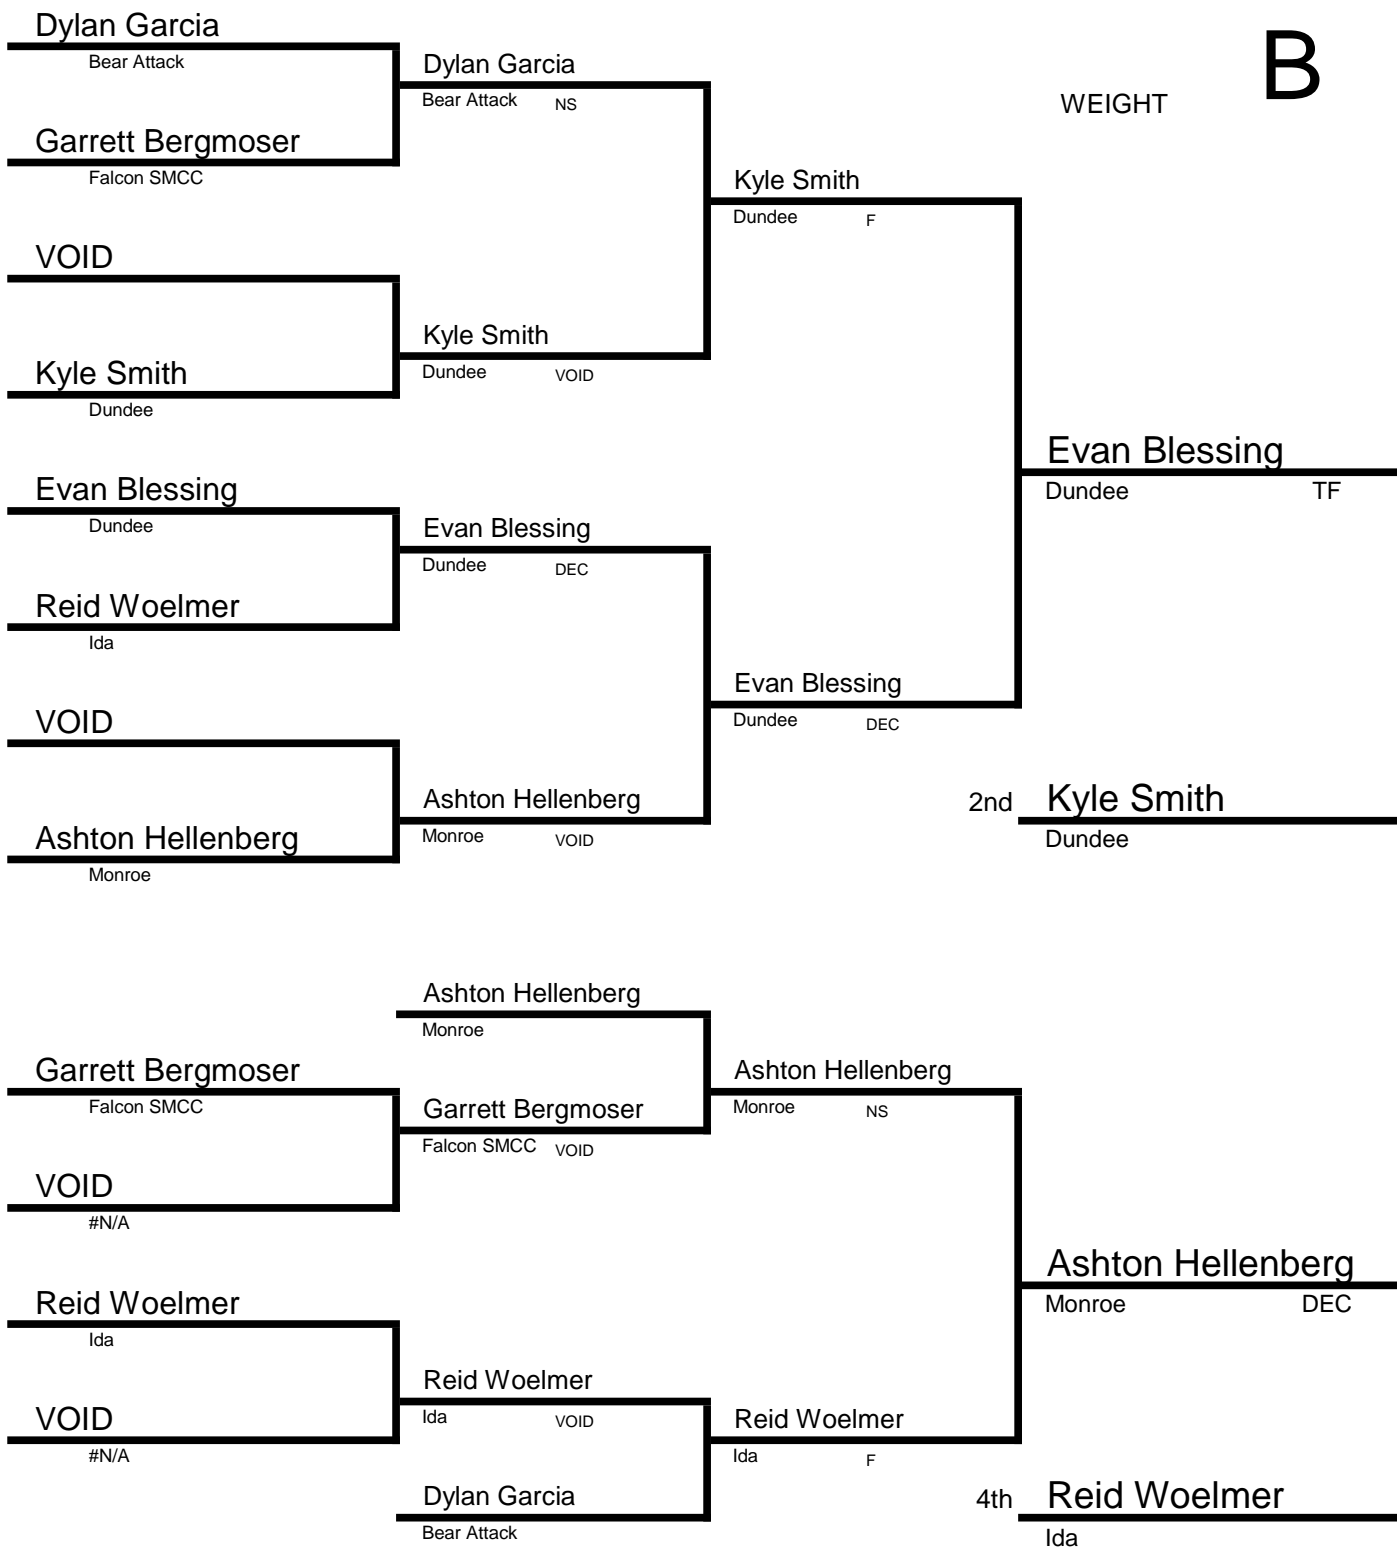 Dylan Garcia
Bear Attack
Dylan Garcia
Bear Attack NS
B
WEIGHT
Garrett Bergmoser
Falcon SMCC
Kyle Smith
Dundee F
VOID
Kyle Smith
Dundee VOID
Kyle Smith
Dundee
Evan Blessing
Dundee TF
Evan Blessing
Dundee
Evan Blessing
Dundee DEC
Reid Woelmer
Ida
Evan Blessing
Dundee DEC
VOID
Ashton Hellenberg
Monroe VOID
2nd Kyle Smith
Dundee
Ashton Hellenberg
Monroe
Ashton Hellenberg
Monroe
Garrett Bergmoser
Falcon SMCC
Ashton Hellenberg
Monroe NS
Garrett Bergmoser
Falcon SMCC VOID
VOID
#N/A
Ashton Hellenberg
Monroe DEC
Reid Woelmer
Ida
Reid Woelmer
Ida VOID
VOID
#N/A
Reid Woelmer
Ida F
Dylan Garcia
Bear Attack
4th Reid Woelmer
Ida